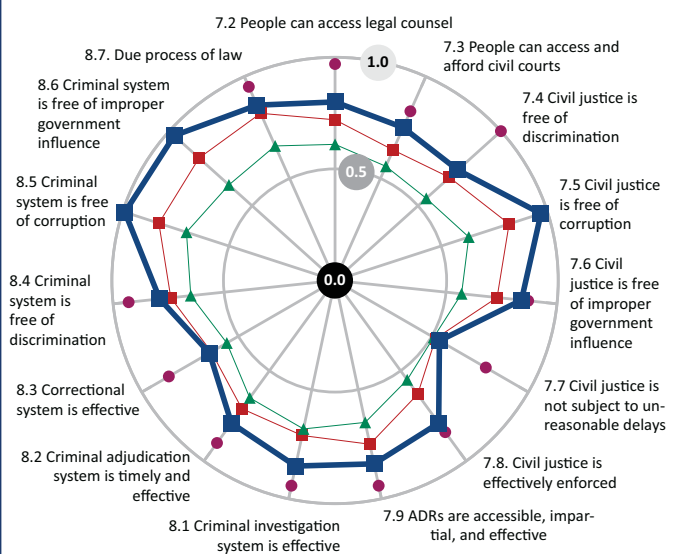 7.2 People can access legal counsel
1.0
7.3 People can access and
afford civil courts
7.4 Civil justice is
free of
discrimination
7.5 Civil justice
is free of
corruption
7.6 Civil
justice is free
of improper
government
influence
7.7 Civil justice is
not subject to un-
reasonable delays
7.8. Civil justice is
effectively enforced
7.9 ADRs are accessible, impar-
tial, and effective
8.1 Criminal investigation
system is effective
8.2 Criminal adjudication
system is timely and
effective
8.3 Correctional
system is effective
8.4 Criminal
system is
free of
discrimination
8.5 Criminal
system is free
of corruption
8.6 Criminal system
is free of improper
government
influence
8.7. Due process of law
0.5
0.0